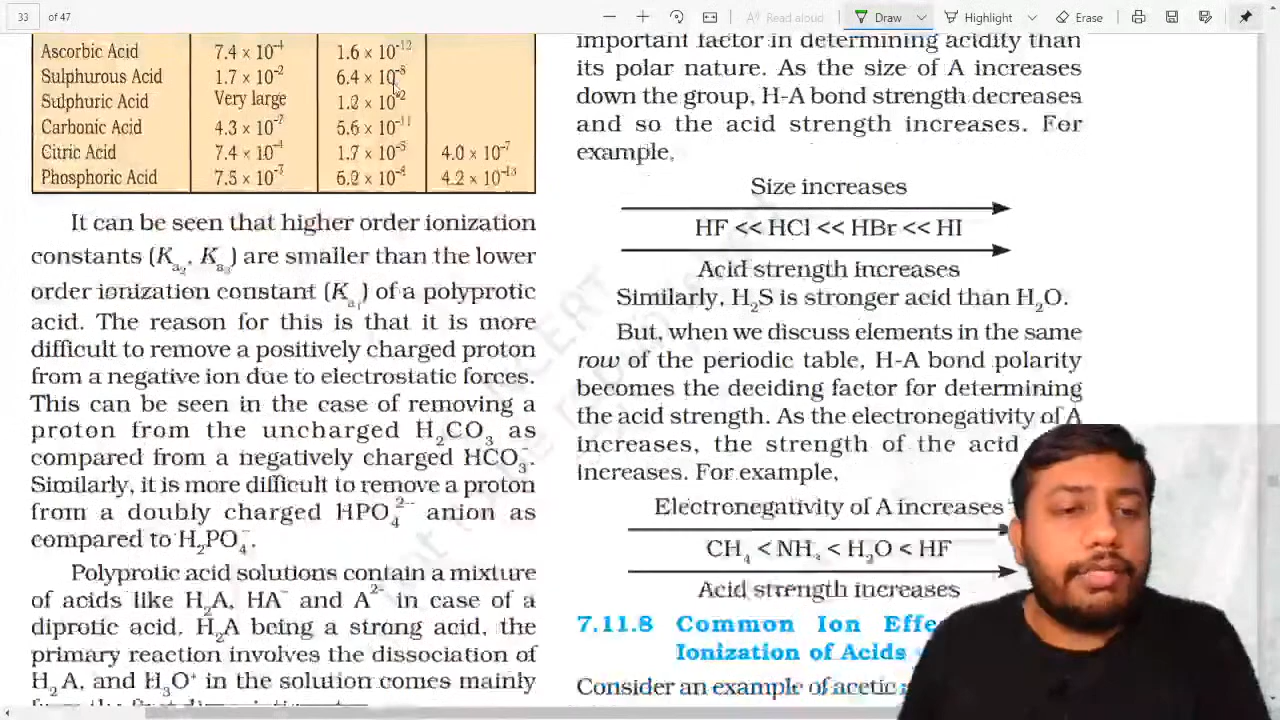 33 of 47
Read aloud
Draw
Highlight
Erase
Ascorbic Acid 7.4 × 10⁻⁴ 1.6 × 10⁻¹²
Sulphurous Acid 1.7 × 10⁻² 6.4 × 10⁻⁸
Sulphuric Acid Very large 1.2 × 10⁻²
Carbonic Acid 4.3 × 10⁻⁷ 5.6 × 10⁻¹¹
Citric Acid 7.4 × 10⁻⁴ 1.7 × 10⁻⁵ 4.0 × 10⁻⁷
Phosphoric Acid 7.5 × 10⁻³ 6.2 × 10⁻⁸ 4.2 × 10⁻¹³
It can be seen that higher order ionization
constants (Kₐ₂, Kₐ₃) are smaller than the lower
order ionization constant (Kₐ₁) of a polyprotic
acid. The reason for this is that it is more
difficult to remove a positively charged proton
from a negative ion due to electrostatic forces.
This can be seen in the case of removing a
proton from the uncharged H₂CO₃ as
compared from a negatively charged HCO₃⁻.
Similarly, it is more difficult to remove a proton
from a doubly charged HPO₄²⁻ anion as
compared to H₂PO₄⁻.
Polyprotic acid solutions contain a mixture
of acids like H₂A, HA⁻ and A²⁻ in case of a
diprotic acid. H₂A being a strong acid, the
primary reaction involves the dissociation of
H₂A, and H₃O⁺ in the solution comes mainly
important factor in determining acidity than
its polar nature. As the size of A increases
down the group, H-A bond strength decreases
and so the acid strength increases. For
example,
Size increases
HF << HCl << HBr << HI
Acid strength increases
Similarly, H₂S is stronger acid than H₂O.
But, when we discuss elements in the same
row of the periodic table, H-A bond polarity
becomes the deciding factor for determining
the acid strength. As the electronegativity of A
increases, the strength of the acid
increases. For example,
Electronegativity of A increases
CH₄ < NH₃ < H₂O < HF
Acid strength increases
7.11.8 Common Ion Effe
Ionization of Acids
Consider an example of acetic